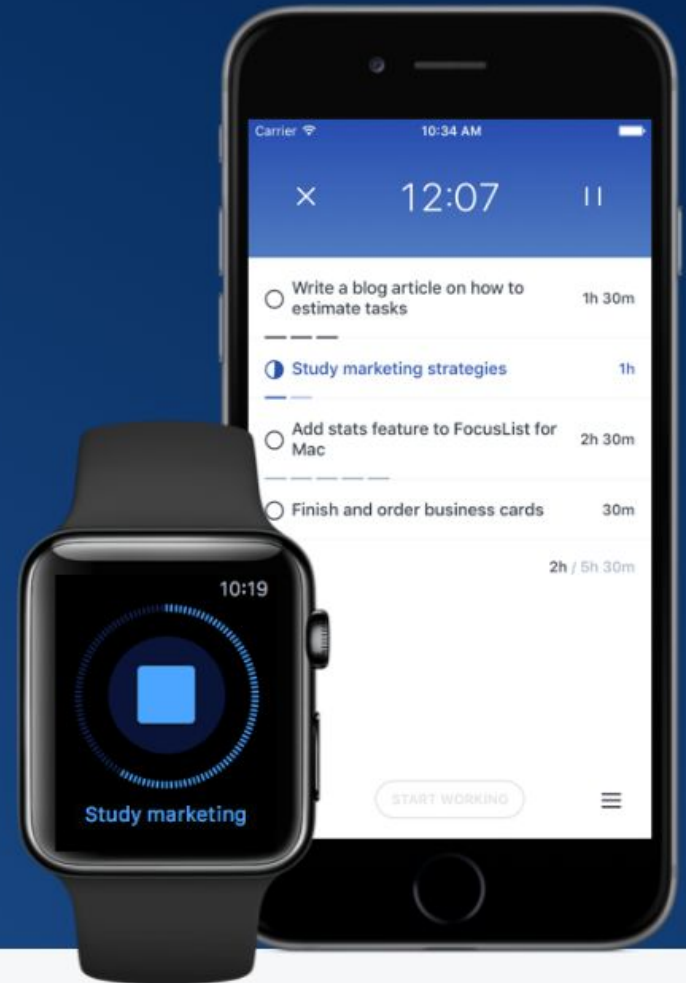 Carrier 10:34 AM
12:07
Write a blog article on how to
estimate tasks
1h 30m
Study marketing strategies 1h
Add stats feature to FocusList for
Mac
2h 30m
Finish and order business cards 30m
2h / 5h 30m
START WORKING
10:19
Study marketing